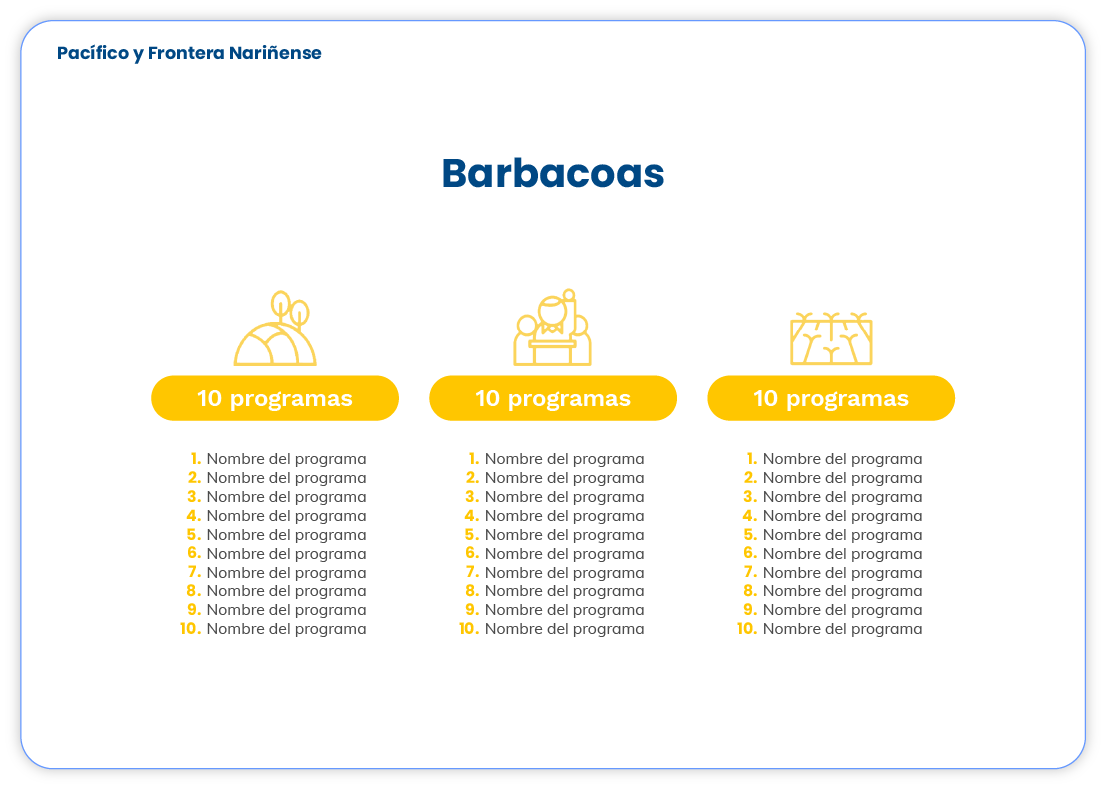 Pacífico y Frontera Nariñense
Barbacoas
10 programas
1. Nombre del programa
2. Nombre del programa
3. Nombre del programa
4. Nombre del programa
5. Nombre del programa
6. Nombre del programa
7. Nombre del programa
8. Nombre del programa
9. Nombre del programa
10. Nombre del programa
10 programas
1. Nombre del programa
2. Nombre del programa
3. Nombre del programa
4. Nombre del programa
5. Nombre del programa
6. Nombre del programa
7. Nombre del programa
8. Nombre del programa
9. Nombre del programa
10. Nombre del programa
10 programas
1. Nombre del programa
2. Nombre del programa
3. Nombre del programa
4. Nombre del programa
5. Nombre del programa
6. Nombre del programa
7. Nombre del programa
8. Nombre del programa
9. Nombre del programa
10. Nombre del programa